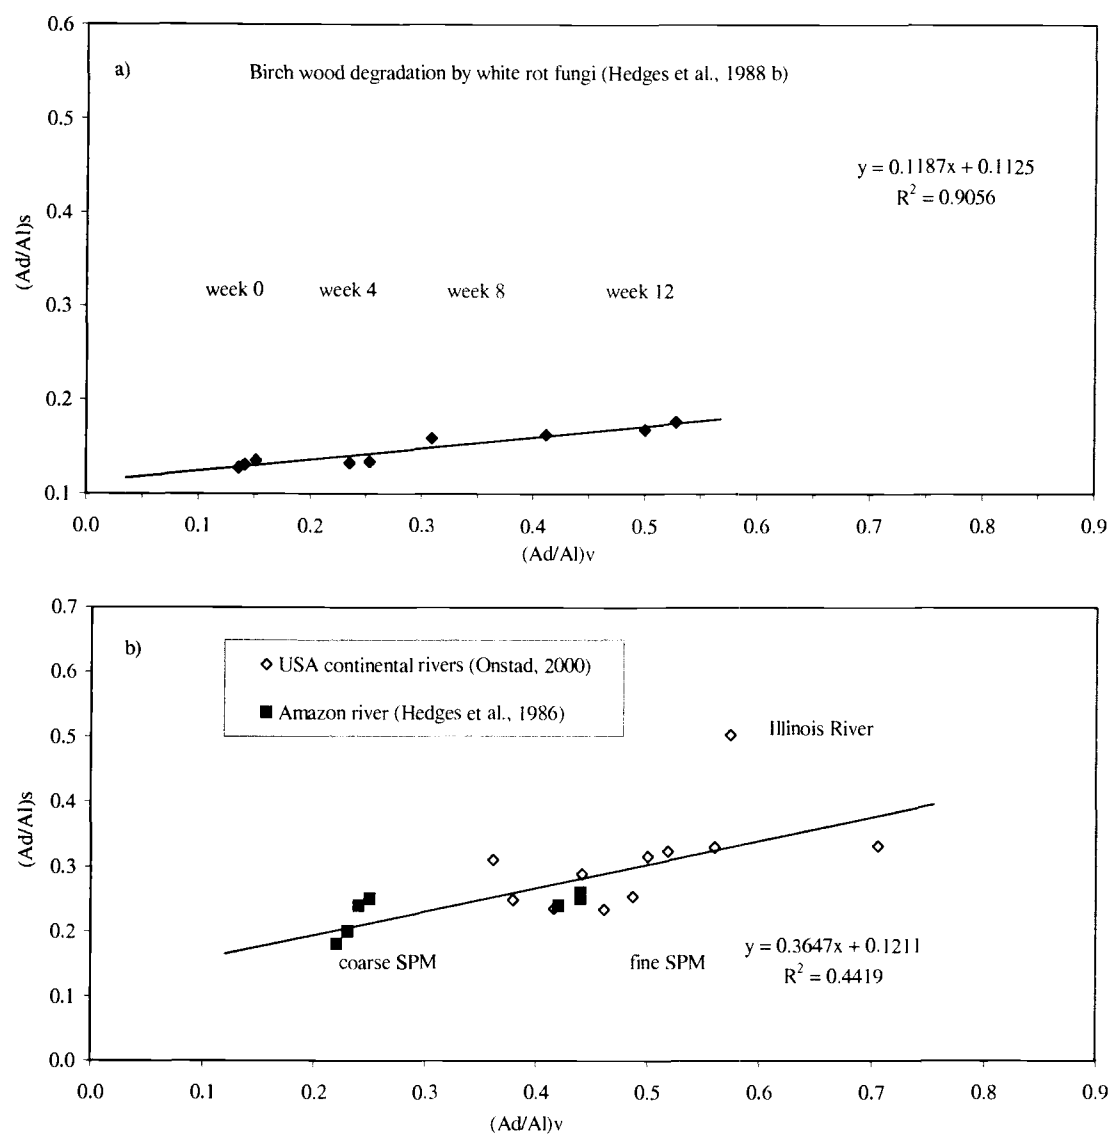 0.6
a) Birch wood degradation by white rot fungi (Hedges et al., 1988 b)
0.5
y = 0.1187x + 0.1125
R² = 0.9056
0.4
(Ad/Al)s
week 0 week 4 week 8 week 12
0.3
0.2
0.1
0.0 0.1 0.2 0.3 0.4 0.5 0.6 0.7 0.8 0.9
(Ad/Al)v
0.7
b)
USA continental rivers (Onstad, 2000)
0.6
Amazon river (Hedges et al., 1986)
0.5
Illinois River
0.4
(Ad/Al)s
0.3
0.2
coarse SPM fine SPM
y = 0.3647x + 0.1211
R² = 0.4419
0.1
0.0
0.0 0.1 0.2 0.3 0.4 0.5 0.6 0.7 0.8 0.9
(Ad/Al)v